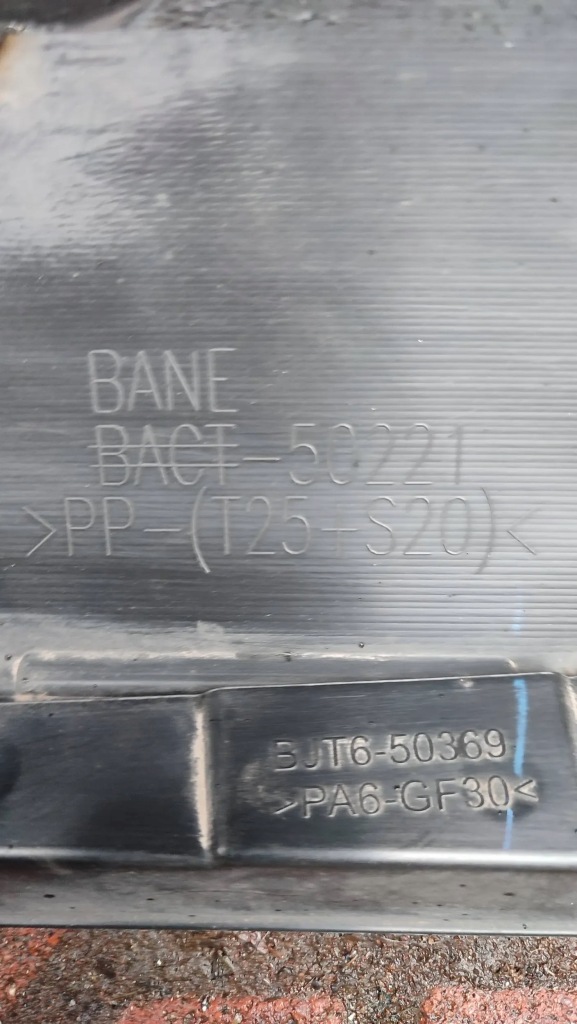 BANE
BACT-50221
>PP-(T25+S20)<
BJT6-50369
>PA6-GF30<